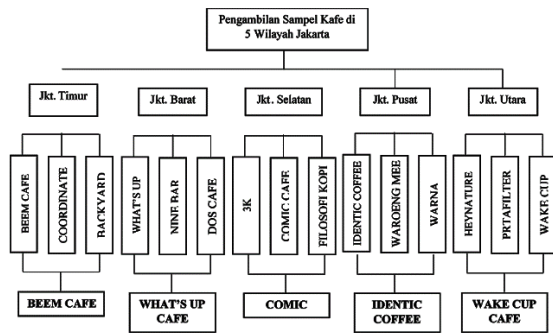 Pengambilan Sampel Kafe di
5 Wilayah Jakarta
Jkt. Timur
Jkt. Barat
Jkt. Selatan
Jkt. Pusat
Jkt. Utara
BEEM CAFE
COORDINATE
BACKYARD
WHAT'S UP
NINE BAR
DOS CAFE
3K
COMIC CAFE
FILOSOFI KOPI
IDENTIC COFFEE
WAROENG MEE
WARNA
HEYNATURE
PRTAFILTER
WAKE CUP
BEEM CAFE
WHAT'S UP
CAFE
COMIC
IDENTIC
COFFEE
WAKE CUP
CAFE